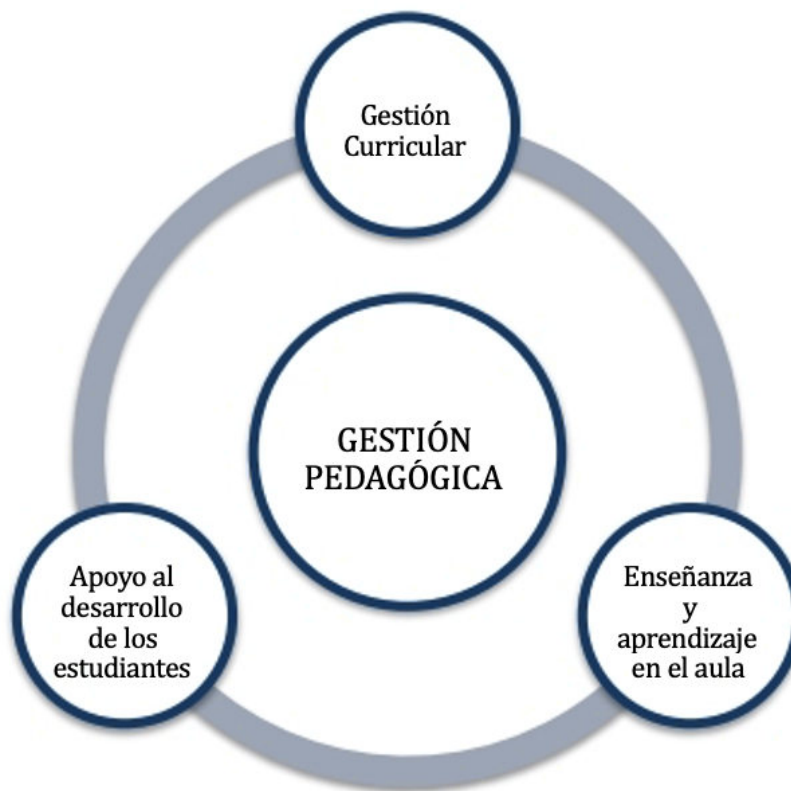 Gestión
Curricular
GESTIÓN
PEDAGÓGICA
Apoyo al
desarrollo
de los
estudiantes
Enseñanza
y
aprendizaje
en el aula